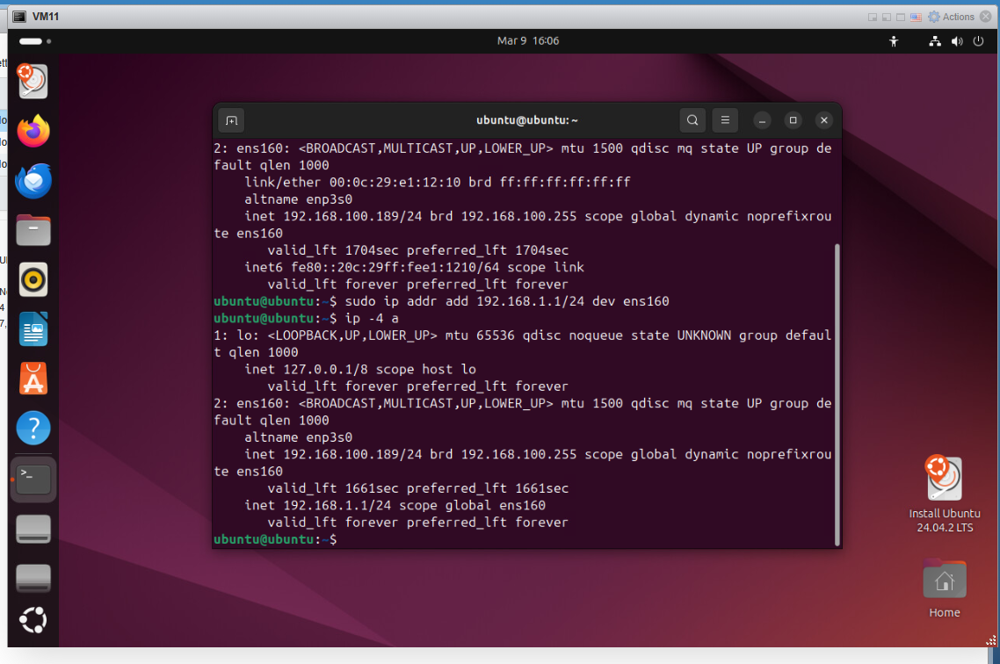 VM11
Actions
Mar 9 16:06
ubuntu@ubuntu: ~
2: ens160: <BROADCAST,MULTICAST,UP,LOWER_UP> mtu 1500 qdisc mq state UP group de
fault qlen 1000
    link/ether 00:0c:29:e1:12:10 brd ff:ff:ff:ff:ff:ff
    altname enp3s0
    inet 192.168.100.189/24 brd 192.168.100.255 scope global dynamic noprefixrou
te ens160
       valid_lft 1704sec preferred_lft 1704sec
    inet6 fe80::20c:29ff:fee1:1210/64 scope link
       valid_lft forever preferred_lft forever
ubuntu@ubuntu:~$ sudo ip addr add 192.168.1.1/24 dev ens160
ubuntu@ubuntu:~$ ip -4 a
1: lo: <LOOPBACK,UP,LOWER_UP> mtu 65536 qdisc noqueue state UNKNOWN group defaul
t qlen 1000
    inet 127.0.0.1/8 scope host lo
       valid_lft forever preferred_lft forever
2: ens160: <BROADCAST,MULTICAST,UP,LOWER_UP> mtu 1500 qdisc mq state UP group de
fault qlen 1000
    altname enp3s0
    inet 192.168.100.189/24 brd 192.168.100.255 scope global dynamic noprefixrou
te ens160
       valid_lft 1661sec preferred_lft 1661sec
    inet 192.168.1.1/24 scope global ens160
       valid_lft forever preferred_lft forever
ubuntu@ubuntu:~$
Install Ubuntu
24.04.2 LTS
Home